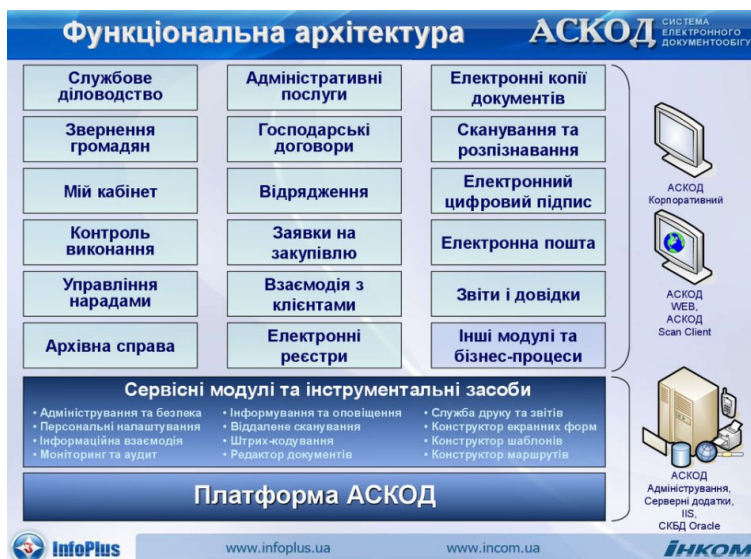 Функціональна архітектура
АСКОД
СИСТЕМА
ЕЛЕКТРОННОГО
ДОКУМЕНТООБІГУ
Службове
діловодство
Адміністративні
послуги
Електронні копії
документів
Звернення
громадян
Господарські
договори
Сканування та
розпізнавання
Мій кабінет
Відрядження
Електронний
цифровий підпис
Контроль
виконання
Заявки на
закупівлю
Електронна пошта
Управління
нарадами
Взаємодія з
клієнтами
Звіти і довідки
Архівна справа
Електронні
реєстри
Інші модулі та
бізнес-процеси
АСКОД
Корпоративний
АСКОД
WEB,
АСКОД
Scan Client
Сервісні модулі та інструментальні засоби
• Адміністрування та безпека
• Персональні налаштування
• Інформаційна взаємодія
• Моніторинг та аудит
• Інформування та оповіщення
• Віддалене сканування
• Штрих-кодування
• Редактор документів
• Служба друку та звітів
• Конструктор екранних форм
• Конструктор шаблонів
• Конструктор маршрутів
Платформа АСКОД
АСКОД
Адміністрування,
Серверні додатки,
IIS,
СКБД Oracle
InfoPlus
www.infoplus.ua
www.incom.ua
інком